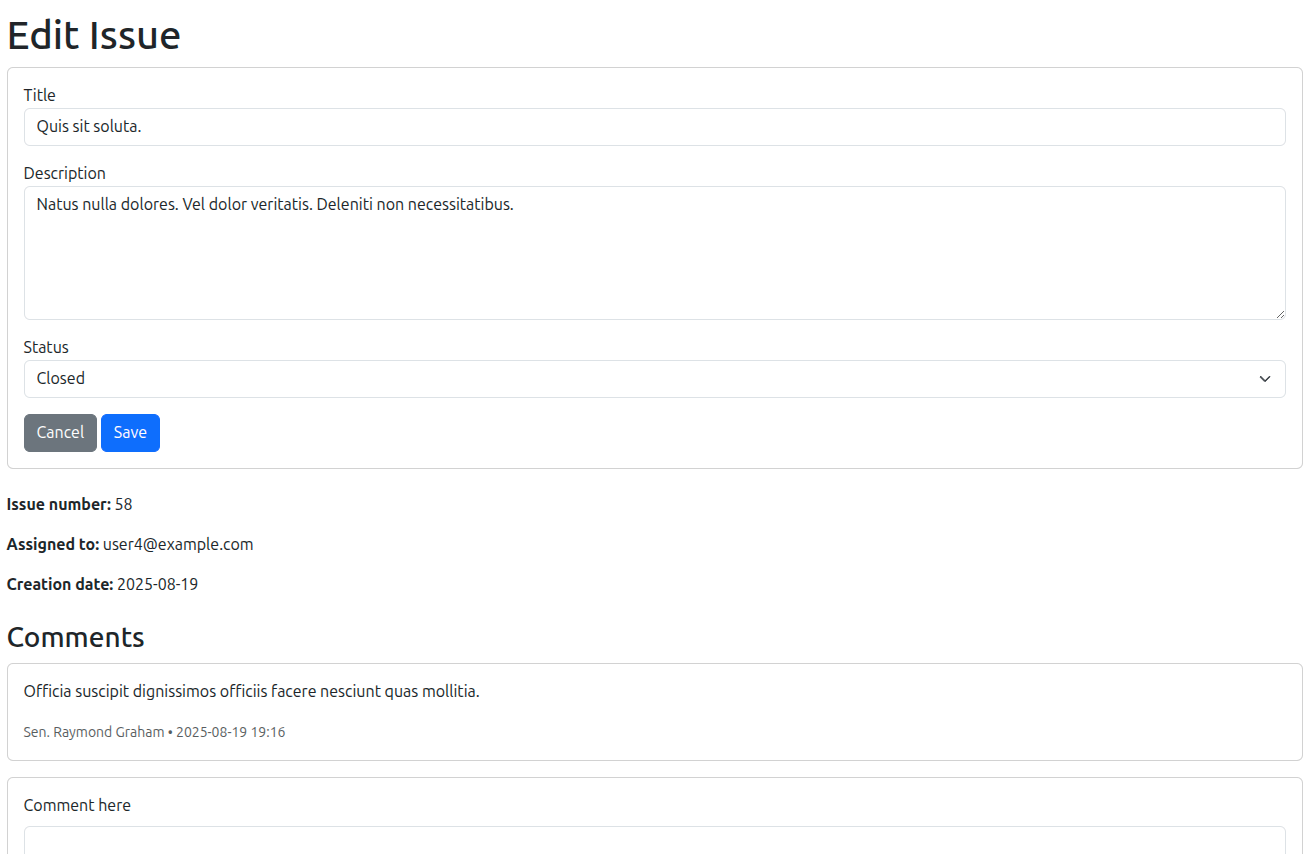 Edit Issue
Title
Quis sit soluta.
Description
Natus nulla dolores. Vel dolor veritatis. Deleniti non necessitatibus.
Status
Closed
Cancel Save
Issue number: 58
Assigned to: user4@example.com
Creation date: 2025-08-19
Comments
Officia suscipit dignissimos officiis facere nesciunt quas mollitia.
Sen. Raymond Graham • 2025-08-19 19:16
Comment here